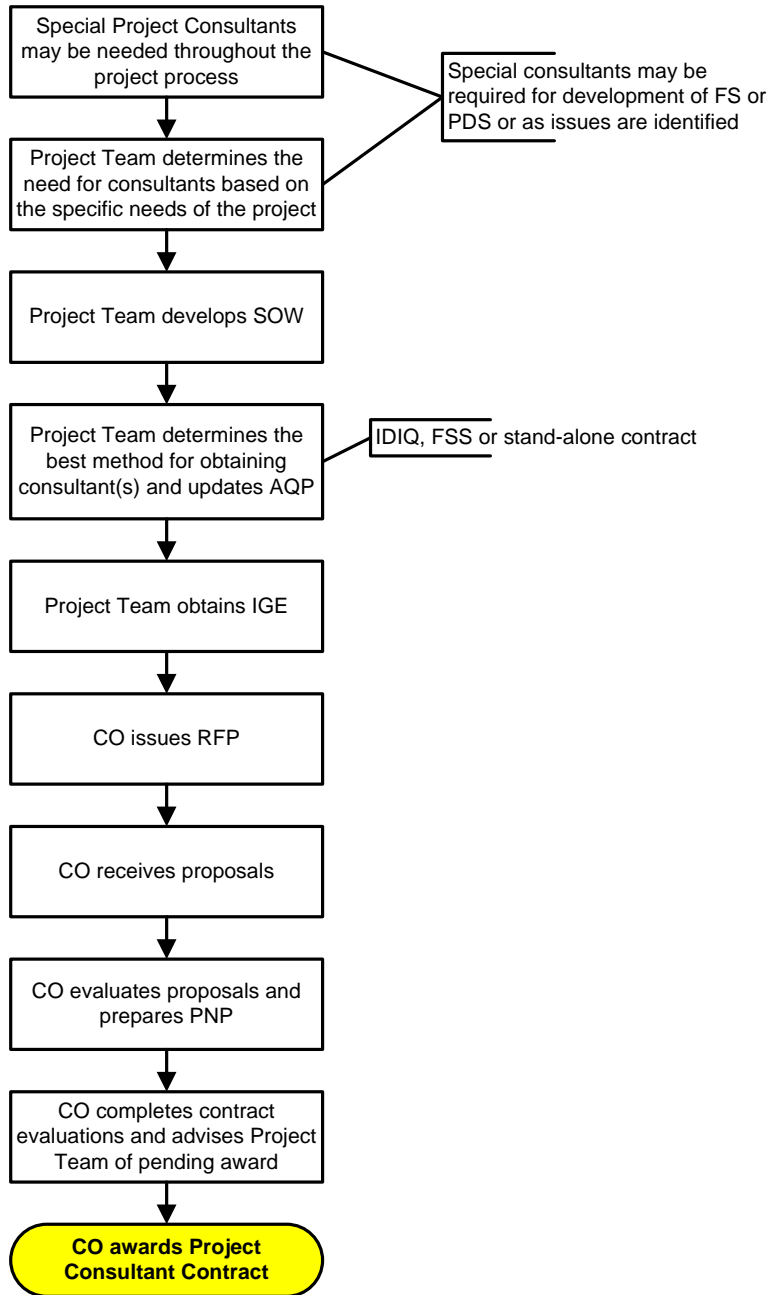 Special Project Consultants
may be needed throughout the
project process
Special consultants may be
required for development of FS or
PDS or as issues are identified
Project Team determines the
need for consultants based on
the specific needs of the project
Project Team develops SOW
Project Team determines the
best method for obtaining
consultant(s) and updates AQP
IDIQ, FSS or stand-alone contract
Project Team obtains IGE
CO issues RFP
CO receives proposals
CO evaluates proposals and
prepares PNP
CO completes contract
evaluations and advises Project
Team of pending award
CO awards Project
Consultant Contract